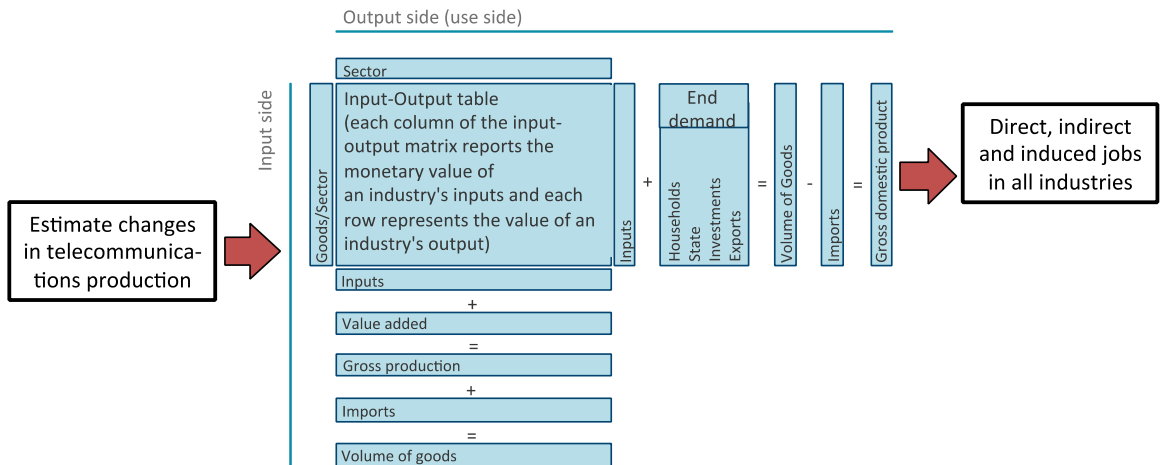 Output side (use side)
Input side
Sector
Goods/Sector
Input-Output table
(each column of the input-
output matrix reports the
monetary value of
an industry's inputs and each
row represents the value of an
industry's output)
Inputs
+
End
demand
Households
State
Investments
Exports
=
Volume of Goods
-
Imports
=
Gross domestic product
Direct, indirect
and induced jobs
in all industries
Estimate changes
in telecommunica-
tions production
Inputs
+
Value added
=
Gross production
+
Imports
=
Volume of goods